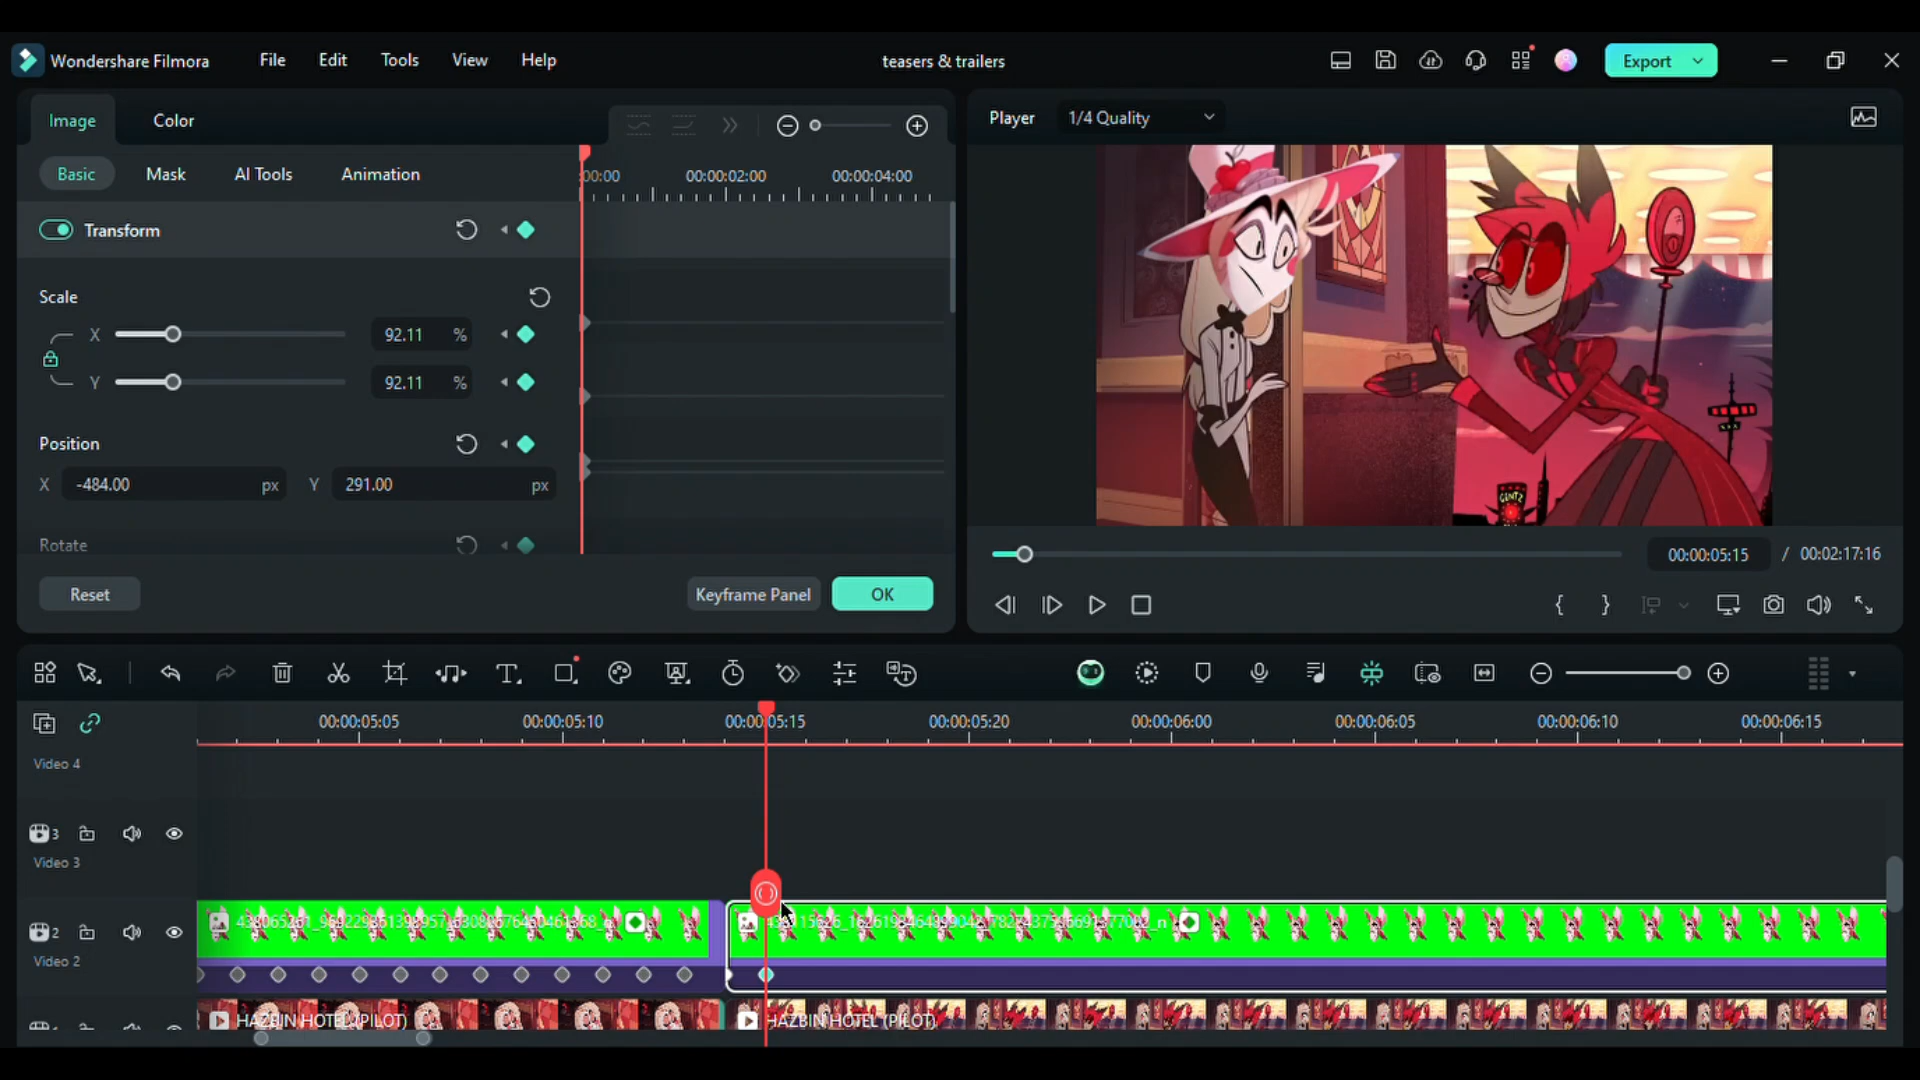 Wondershare Filmora
File
Edit
Tools
View
Help
teasers & trailers
Export
Image
Color
Player
1/4 Quality
Basic
Mask
AI Tools
Animation
:00:00
00:00:02:00
00:00:04:00
Transform
Scale
X
92.11
%
Y
92.11
%
Position
X
-484.00
px
Y
291.00
px
Rotate
Reset
Keyframe Panel
OK
GENTZ
00:00:05:15
/
00:02:17:16
00:00:05:05
00:00:05:10
00:00:05:15
00:00:05:20
00:00:06:00
00:00:06:05
00:00:06:10
00:00:06:15
Video 4
3
Video 3
2
Video 2
HAZBIN HOTEL (PILOT)
HAZBIN HOTEL (PILOT)